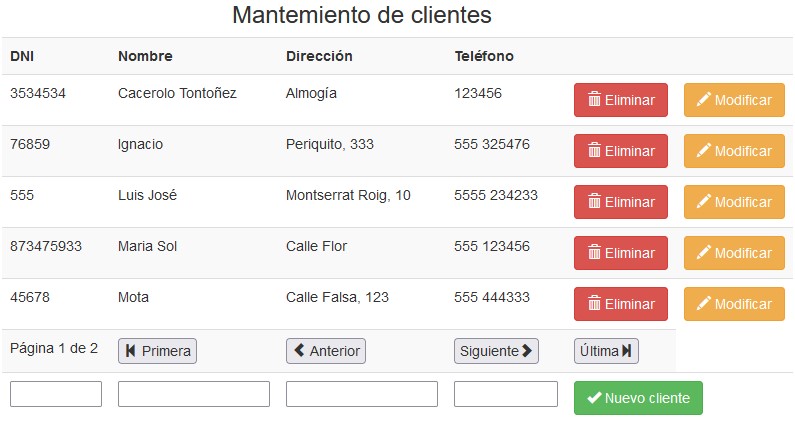 Mantemiento de clientes
DNI Nombre Dirección Teléfono
3534534 Cacerolo Tontoñez Almogía 123456 Eliminar Modificar
76859 Ignacio Periquito, 333 555 325476 Eliminar Modificar
555 Luis José Montserrat Roig, 10 5555 234233 Eliminar Modificar
873475933 Maria Sol Calle Flor 555 123456 Eliminar Modificar
45678 Mota Calle Falsa, 123 555 444333 Eliminar Modificar
Página 1 de 2 Primera Anterior Siguiente Última
Nuevo cliente